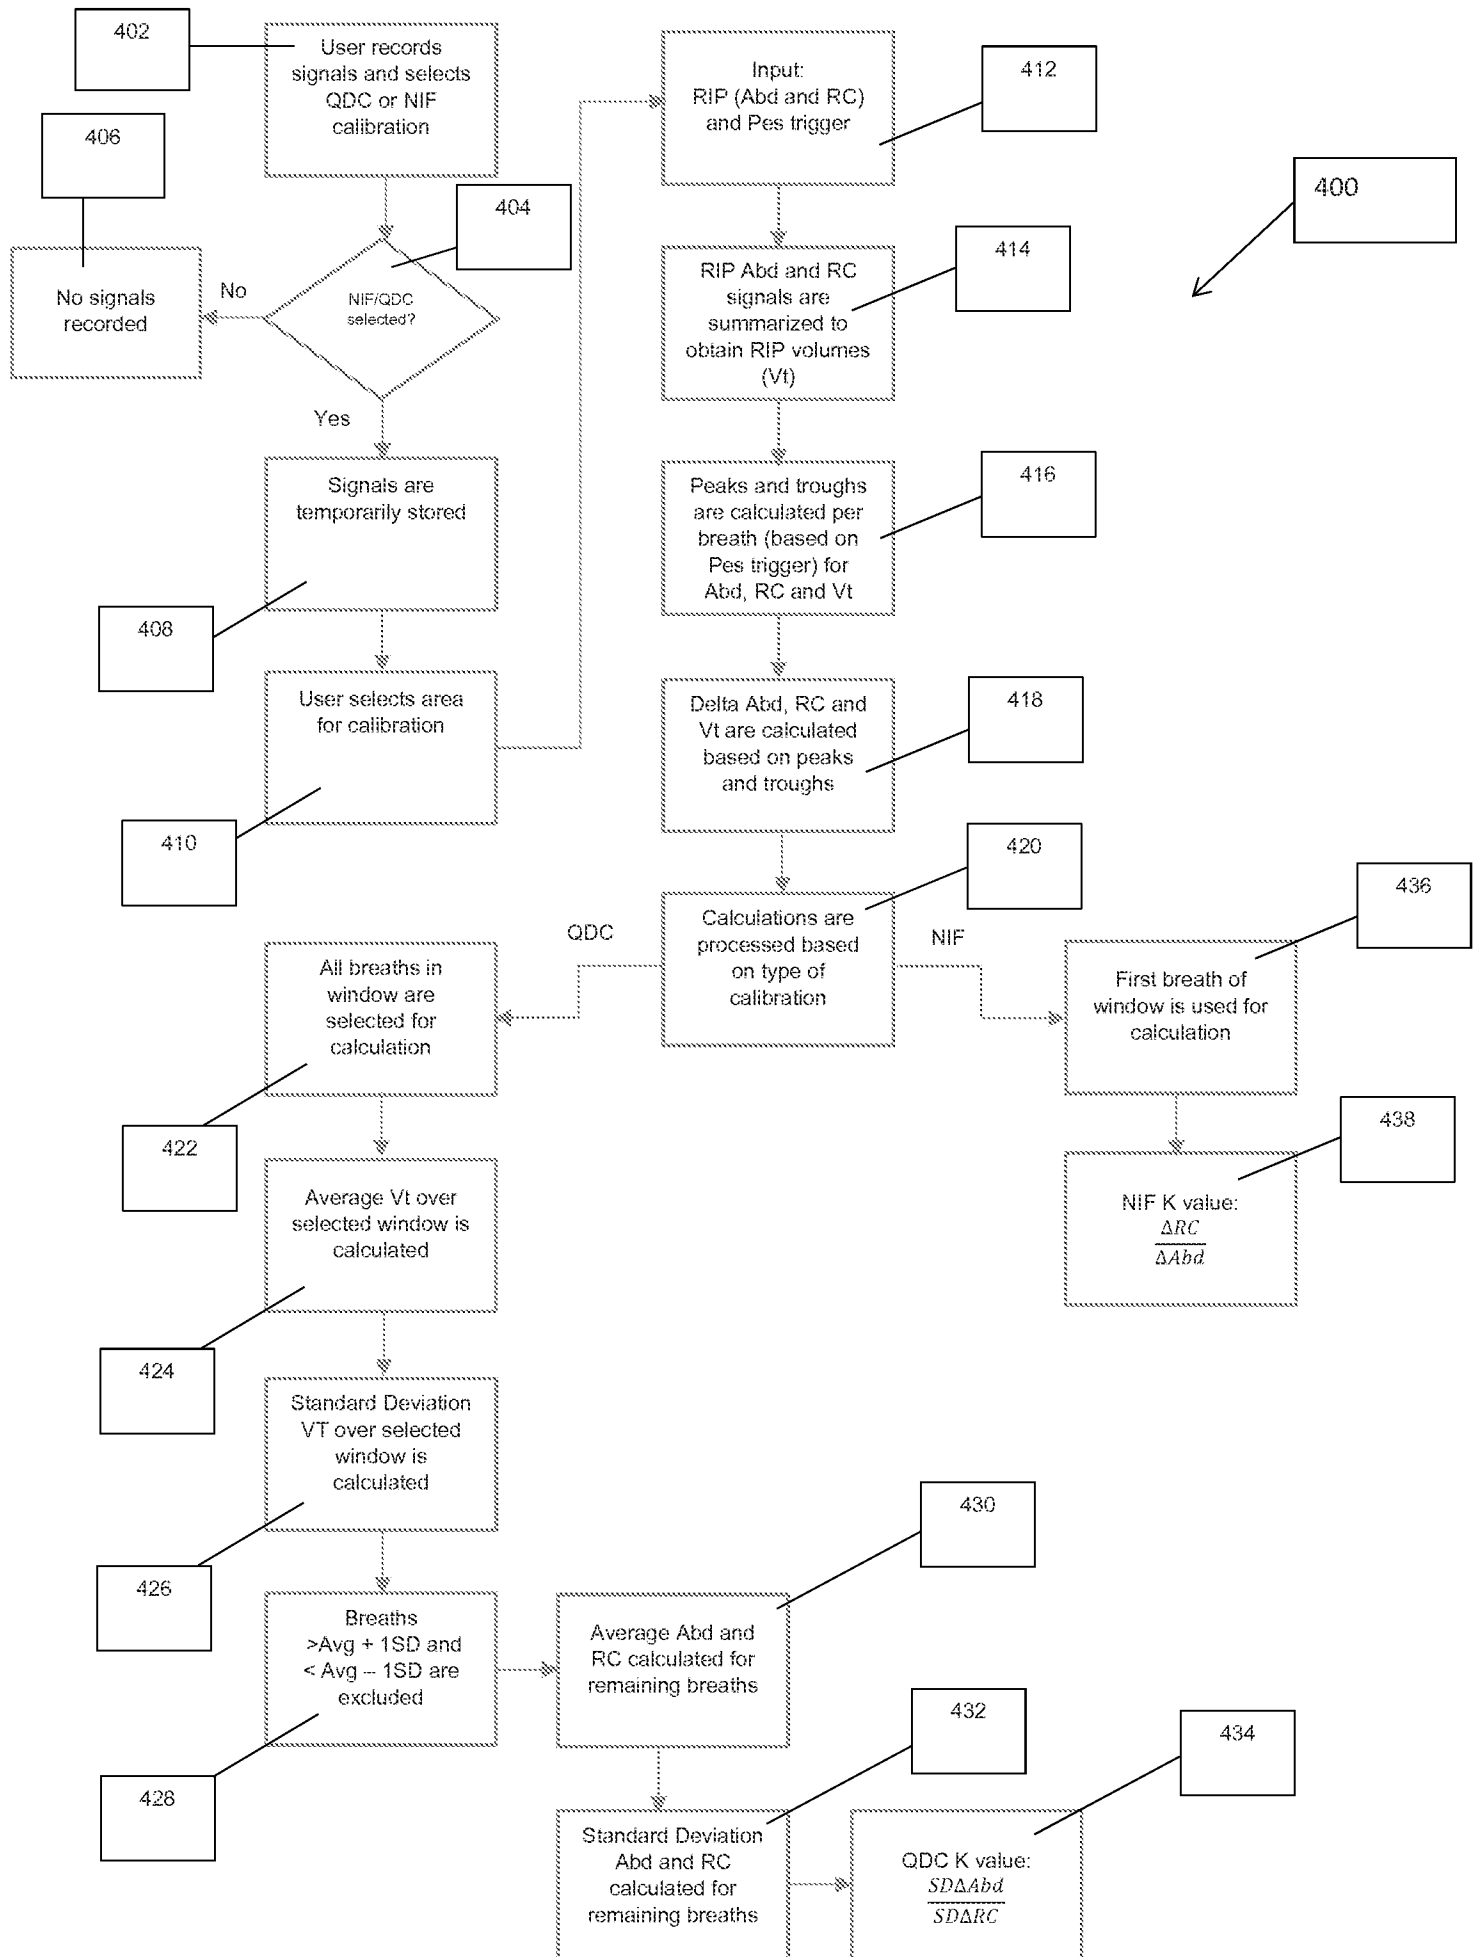 402
User records
signals and selects
QDC or NIF
calibration
406
404
No signals
recorded
No
NIF/QDC
selected?
Yes
Signals are
temporarily stored
408
User selects area
for calibration
410
Input:
RIP (Abd and RC)
and Pes trigger
412
400
RIP Abd and RC
signals are
summarized to
obtain RIP volumes
(Vt)
414
Peaks and troughs
are calculated per
breath (based on
Pes trigger) for
Abd, RC and Vt
416
Delta Abd, RC and
Vt are calculated
based on peaks
and troughs
418
420
Calculations are
processed based
on type of
calibration
QDC
NIF
All breaths in
window are
selected for
calculation
422
436
First breath of
window is used for
calculation
438
NIF K value:
ΔRC
ΔAbd
Average Vt over
selected window is
calculated
424
Standard Deviation
VT over selected
window is
calculated
426
Breaths
>Avg + 1SD and
< Avg – 1SD are
excluded
428
430
Average Abd and
RC calculated for
remaining breaths
432
Standard Deviation
Abd and RC
calculated for
remaining breaths
434
QDC K value:
SDΔAbd
SDΔRC